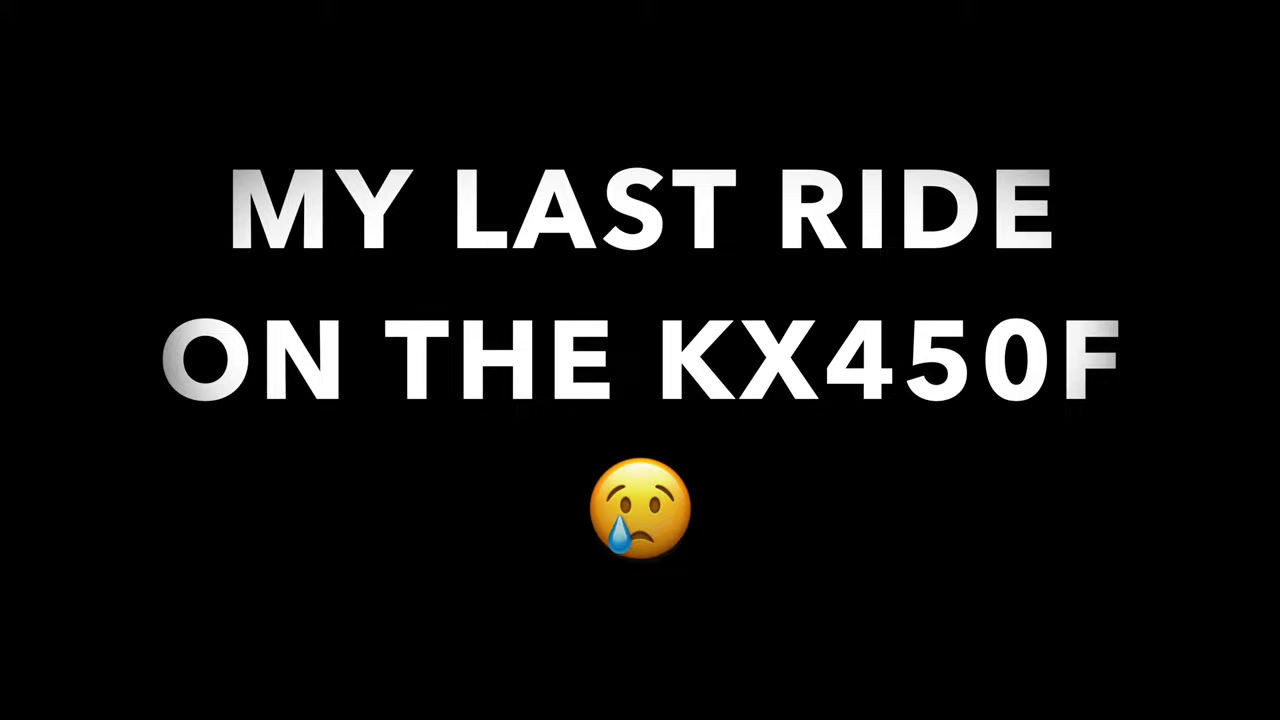 MY LAST RIDE
ON THE KX450F
😢